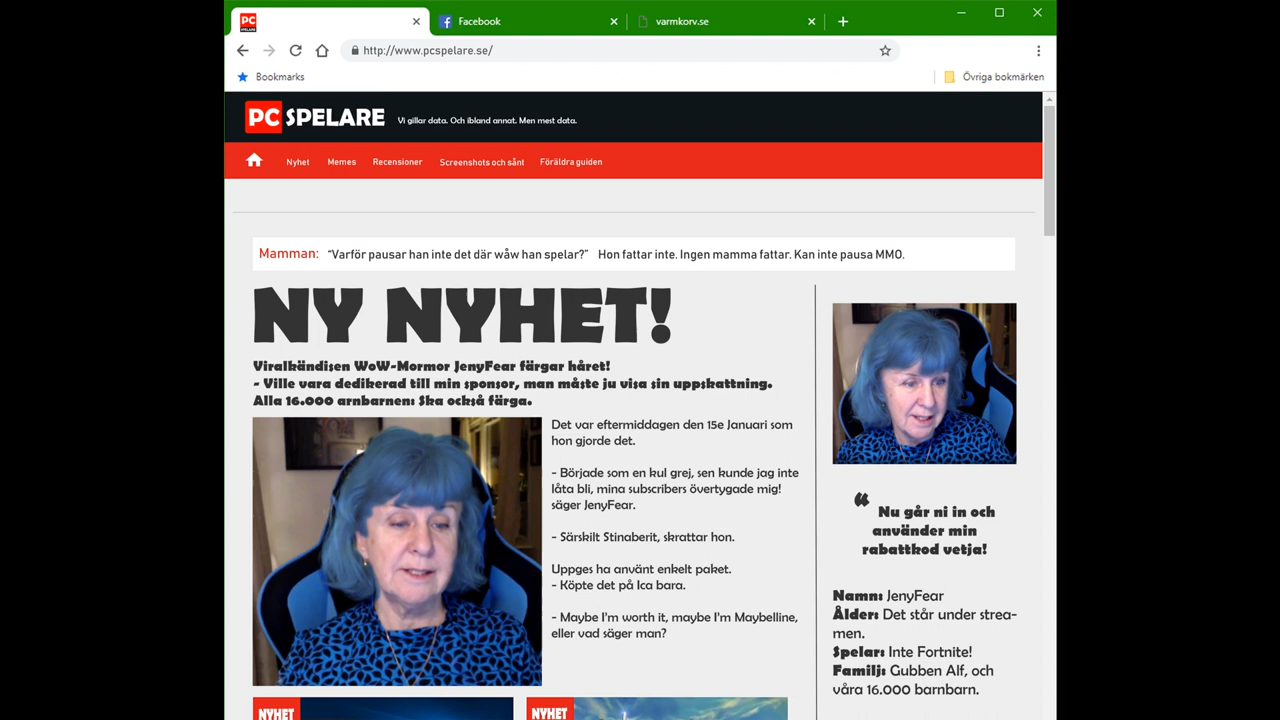 PC
Facebook
varmkorv.se
http://www.pcspelare.se/
Bookmarks
Övriga bokmärken
PC SPELARE
Vi gillar data. Och ibland annat. Men mest data.
Nyhet
Memes
Recensioner
Screenshots och sånt
Föräldra guiden
Mamman: “Varför pausar han inte det där wåw han spelar?” Hon fattar inte. Ingen mamma fattar. Kan inte pausa MMO.
NY NYHET!
Viralkändisen WoW-Mormor JenyFear färgar håret!
- Ville vara dedikerad till min sponsor, man måste ju visa sin uppskattning.
Alla 16.000 arnbarnen: Ska också färga.
Det var eftermiddagen den 15e Januari som
hon gjorde det.
- Började som en kul grej, sen kunde jag inte
låta bli, mina subscribers övertygade mig!
säger JenyFear.
- Särskilt Stinaberit, skrattar hon.
Uppges ha använt enkelt paket.
- Köpte det på Ica bara.
- Maybe I'm worth it, maybe I'm Maybelline,
eller vad säger man?
“ Nu går ni in och
använder min
rabattkod vetja!
Namn: JenyFear
Ålder: Det står under strea-
men.
Spelar: Inte Fortnite!
Familj: Gubben Alf, och
våra 16.000 barnbarn.
NYHET
NYHET